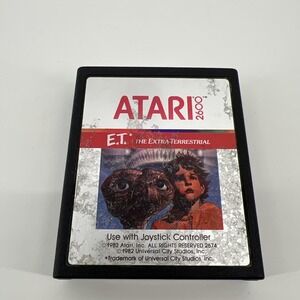 ATARI 2600™
E.T.* THE EXTRA-TERRESTRIAL
Use with Joystick Controller
©1982 Atari, Inc. ALL RIGHTS RESERVED 2674
©1982 Universal City Studios, Inc.
*Trademark of Universal City Studios, Inc.